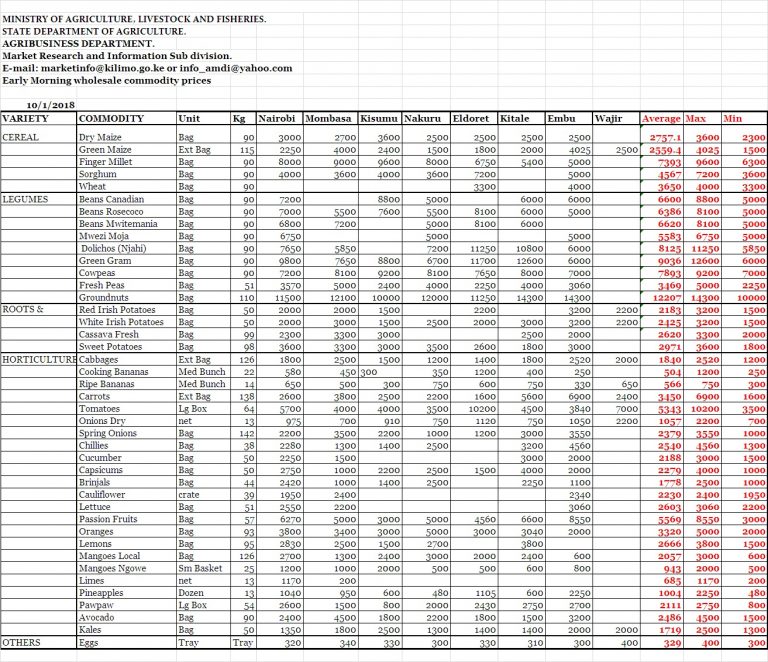 MINISTRY OF AGRICULTURE, LIVESTOCK AND FISHERIES.
STATE DEPARTMENT OF AGRICULTURE.
AGRIBUSINESS DEPARTMENT.
Market Research and Information Sub division.
E-mail: marketinfo@kilimo.go.ke or info_amdi@yahoo.com
Early Morning wholesale commodity prices
10/1/2018
VARIETY COMMODITY Unit Kg Nairobi Mombasa Kisumu Nakuru Eldoret Kitale Embu Wajir Average Max Min
CEREAL Dry Maize Bag 90 3000 2700 3600 2500 2500 2500 2500 2757.1 3600 2300
Green Maize Ext Bag 115 2250 4000 2400 1500 1800 2000 4025 2500 2559.4 4025 1500
Finger Millet Bag 90 8000 9000 9600 8000 6750 5400 5000 7393 9600 6300
Sorghum Bag 90 4000 3600 4000 3600 7200 5000 4567 7200 3600
Wheat Bag 90 3300 4000 3650 4000 3300
LEGUMES Beans Canadian Bag 90 7200 8800 5000 6000 6000 6600 8800 5000
Beans Rosecoco Bag 90 7000 5500 7600 5500 8100 6000 5000 6386 8100 5000
Beans Mwitemania Bag 90 6800 7200 5000 8100 6000 6620 8100 5000
Mwezi Moja Bag 90 6750 5000 5000 5583 6750 5000
Dolichos (Njahi) Bag 90 7650 5850 7200 11250 10800 6000 8125 11250 5850
Green Gram Bag 90 9800 7650 8800 6700 11700 12600 6000 9036 12600 6000
Cowpeas Bag 90 7200 8100 9200 8100 7650 8000 7000 7893 9200 7000
Fresh Peas Bag 51 3570 5000 2400 4000 2250 4000 3060 3469 5000 2250
Groundnuts Bag 110 11500 12100 10000 12000 11250 14300 14300 12207 14300 10000
ROOTS & Red Irish Potatoes Bag 50 2000 2000 1500 2200 3200 2200 2183 3200 1500
White Irish Potatoes Bag 50 2000 3000 1500 2500 2000 3000 3200 2200 2425 3200 1500
Cassava Fresh Bag 99 2300 3300 3000 2500 2000 2620 3300 2000
Sweet Potatoes Bag 98 3600 3300 3000 3500 2600 1800 3000 2971 3600 1800
HORTICULTURE Cabbages Ext Bag 126 1800 2500 1500 1200 1400 1800 2520 2000 1840 2520 1200
Cooking Bananas Med Bunch 22 580 450 300 350 1200 400 250 504 1200 250
Ripe Bananas Med Bunch 14 650 500 300 750 600 750 330 650 566 750 300
Carrots Ext Bag 138 2600 3800 2500 2200 1600 5600 6900 2400 3450 6900 1600
Tomatoes Lg Box 64 5700 4000 4000 3500 10200 4500 3840 7000 5343 10200 3500
Onions Dry net 13 975 700 910 750 1120 750 1050 2200 1057 2200 700
Spring Onions Bag 142 2200 3500 2200 1000 1200 3000 3550 2379 3550 1000
Chillies Bag 38 2280 1300 1400 2500 3200 4560 2540 4560 1300
Cucumber Bag 50 2250 1500 3000 2000 2188 3000 1500
Capsicums Bag 50 2750 1000 2200 2500 1500 4000 2000 2279 4000 1000
Brinjals Bag 44 2420 1000 1400 2500 2250 1100 1778 2500 1000
Cauliflower crate 39 1950 2400 2340 2230 2400 1950
Lettuce Bag 51 2550 2200 3060 2603 3060 2200
Passion Fruits Bag 57 6270 5000 3000 5000 4560 6600 8550 5569 8550 3000
Oranges Bag 93 3800 3400 3000 5000 3000 3040 2000 3320 5000 2000
Lemons Bag 95 2830 2500 1500 2700 3800 2666 3800 1500
Mangoes Local Bag 126 2700 1300 2400 3000 2000 2400 600 2057 3000 600
Mangoes Ngowe Sm Basket 25 1200 1000 2000 500 500 600 800 943 2000 500
Limes net 13 1170 200 685 1170 200
Pineapples Dozen 13 1040 950 600 480 1105 600 2250 1004 2250 480
Pawpaw Lg Box 54 2600 1500 800 2000 2430 2750 2700 2111 2750 800
Avocado Bag 90 2400 4500 1800 2200 1800 1500 3200 2486 4500 1500
Kales Bag 50 1350 1800 2500 1300 1400 1400 2000 2000 1719 2500 1300
OTHERS Eggs Tray Tray 320 340 330 300 330 310 300 400 329 400 300